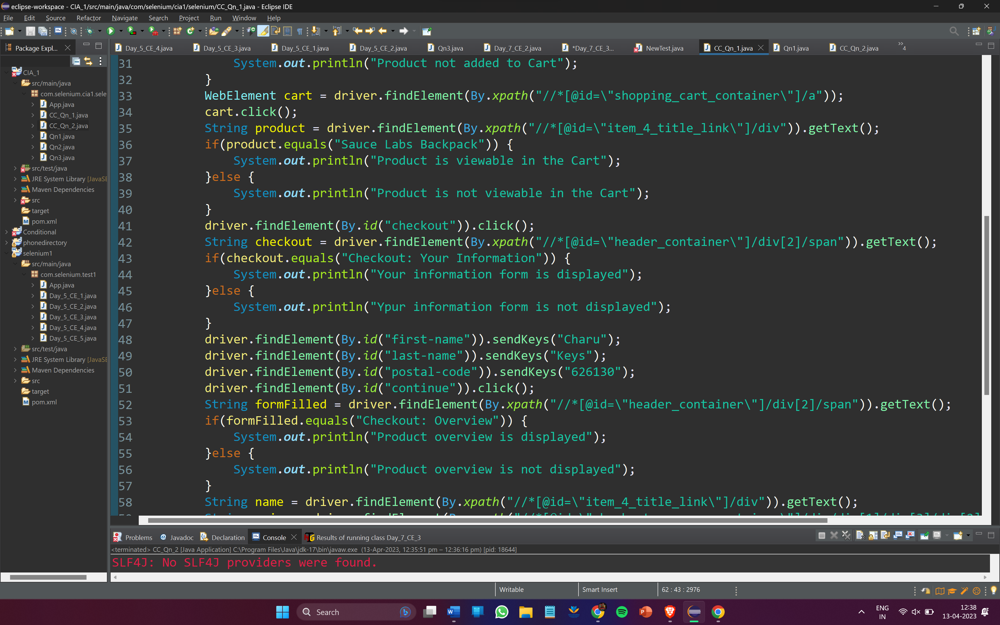 eclipse-workspace - CIA_1/src/main/java/com/selenium/cia1/selenium/CC_Qn_1.java - Eclipse IDE
File Edit Source Refactor Navigate Search Project Run Window Help
Package Expl...
Day_5_CE_4.java Day_5_CE_3.java Day_5_CE_1.java Day_5_CE_2.java Qn3.java Day_7_CE_2.java *Day_7_CE_3... NewTest.java CC_Qn_1.java Qn1.java CC_Qn_2.java 4
CIA_1
src/main/java
com.selenium.cia1.sele
App.java
CC_Qn_1.java
CC_Qn_2.java
Qn1.java
Qn2.java
Qn3.java
src/test/java
JRE System Library [JavaSE
Maven Dependencies
src
target
pom.xml
Conditional
phonedirectory
selenium1
src/main/java
com.selenium.test1
App.java
Day_5_CE_1.java
Day_5_CE_2.java
Day_5_CE_3.java
Day_5_CE_4.java
Day_5_CE_5.java
src/test/java
JRE System Library [JavaSE
Maven Dependencies
src
target
pom.xml
31 System.out.println("Product not added to Cart");
32 }
33 WebElement cart = driver.findElement(By.xpath("//*[@id=\"shopping_cart_container\"]/a"));
34 cart.click();
35 String product = driver.findElement(By.xpath("//*[@id=\"item_4_title_link\"]/div")).getText();
36 if(product.equals("Sauce Labs Backpack")) {
37 System.out.println("Product is viewable in the Cart");
38 }else {
39 System.out.println("Product is not viewable in the Cart");
40 }
41 driver.findElement(By.id("checkout")).click();
42 String checkout = driver.findElement(By.xpath("//*[@id=\"header_container\"]/div[2]/span")).getText();
43 if(checkout.equals("Checkout: Your Information")) {
44 System.out.println("Your information form is displayed");
45 }else {
46 System.out.println("Ypur information form is not displayed");
47 }
48 driver.findElement(By.id("first-name")).sendKeys("Charu");
49 driver.findElement(By.id("last-name")).sendKeys("Keys");
50 driver.findElement(By.id("postal-code")).sendKeys("626130");
51 driver.findElement(By.id("continue")).click();
52 String formFilled = driver.findElement(By.xpath("//*[@id=\"header_container\"]/div[2]/span")).getText();
53 if(formFilled.equals("Checkout: Overview")) {
54 System.out.println("Product overview is displayed");
55 }else {
56 System.out.println("Product overview is not displayed");
57 }
58 String name = driver.findElement(By.xpath("//*[@id=\"item_4_title_link\"]/div")).getText();
Problems Javadoc Declaration Console Results of running class Day_7_CE_3
<terminated> CC_Qn_2 [Java Application] C:\Program Files\Java\jdk-17\bin\javaw.exe (13-Apr-2023, 12:35:51 pm – 12:36:16 pm) [pid: 18644]
SLF4J: No SLF4J providers were found.
Writable Smart Insert 62 : 43 : 2976
Search
ENG
IN
12:38
13-04-2023